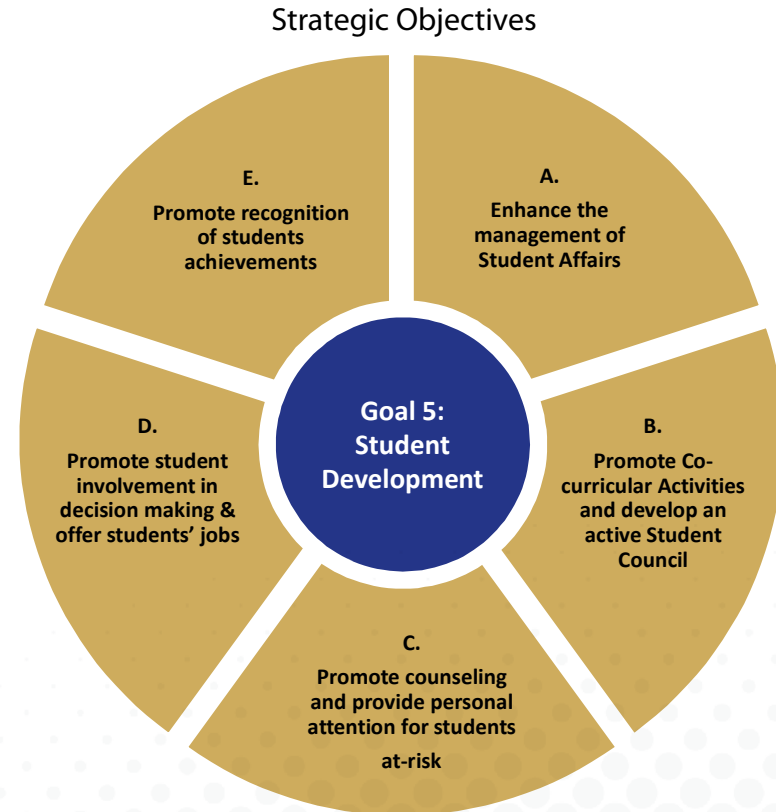 Strategic Objectives
A.
Enhance the
management of
Student Affairs
B.
Promote Co-
curricular Activities
and develop an
active Student
Council
C.
Promote counseling
and provide personal
attention for students
at-risk
D.
Promote student
involvement in
decision making &
offer students’ jobs
E.
Promote recognition
of students
achievements
Goal 5:
Student
Development